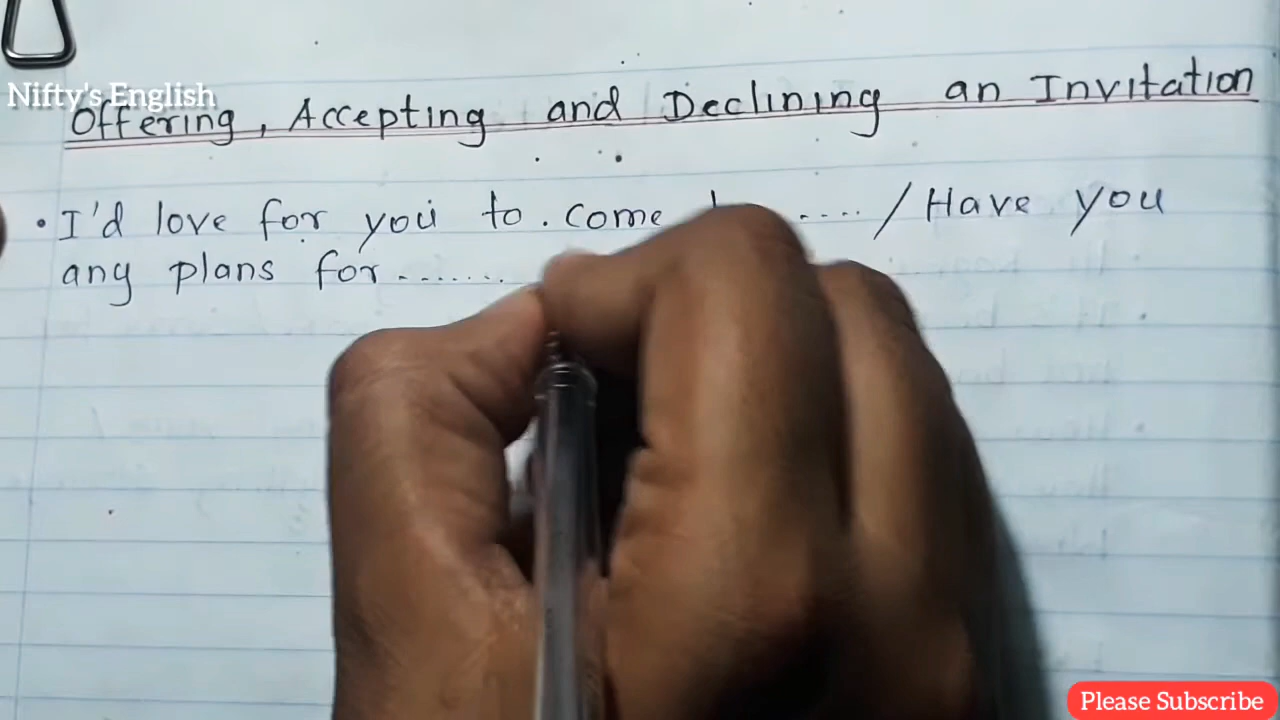 Nifty's English
Offering, Accepting and Declining an Invitation
• I'd love for you to come ..... / Have you
any plans for.......
Please Subscribe